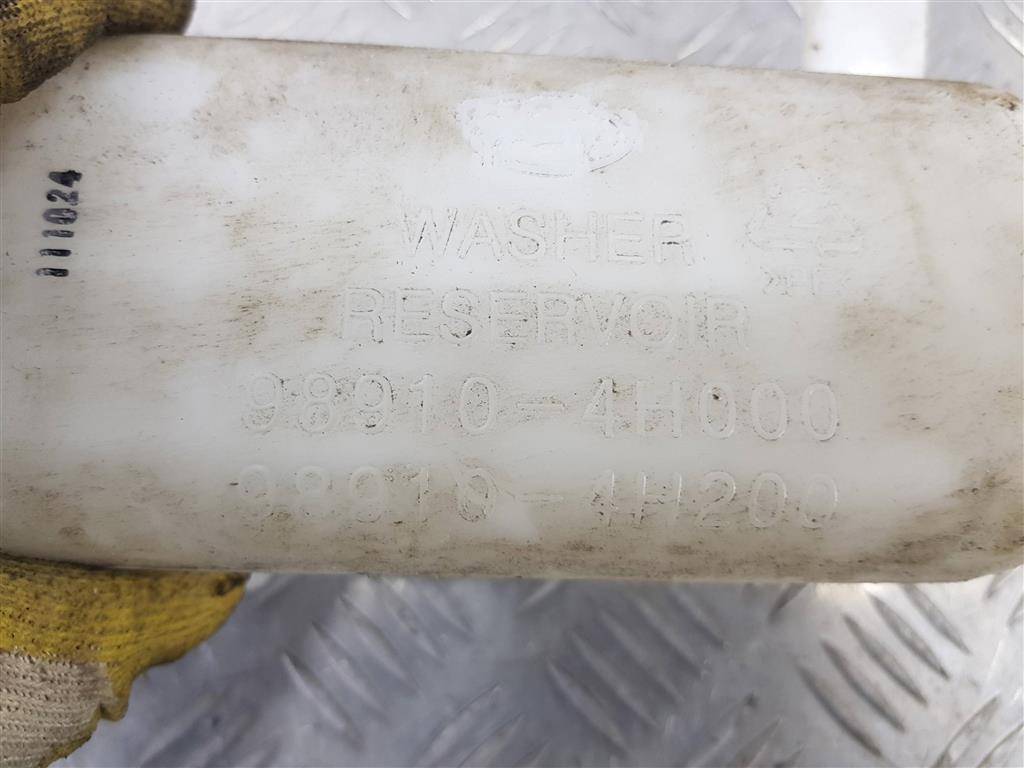 111024
WASHER
RESERVOIR
98910-4H000
98910-4H200